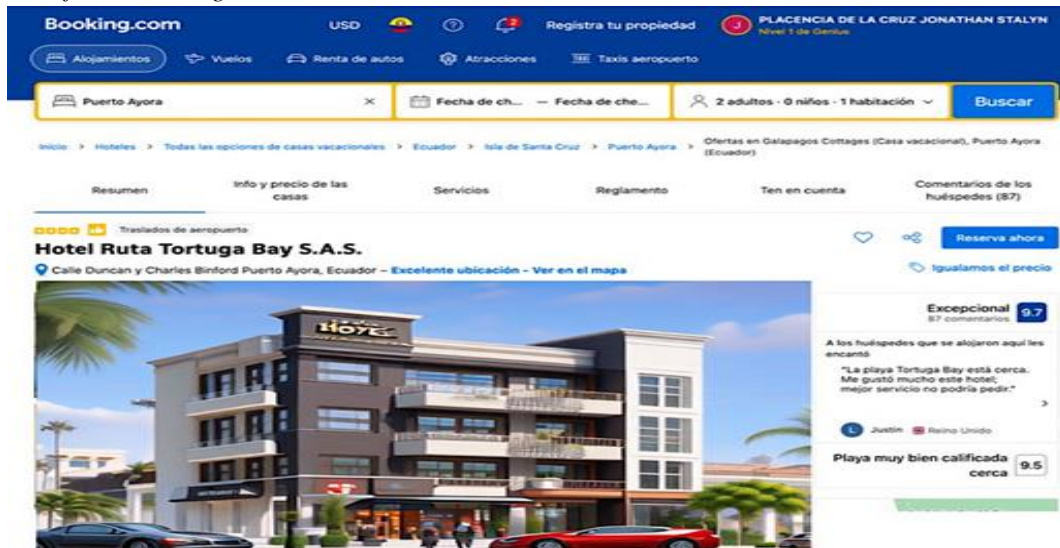 Booking.com
USD
Registra tu propiedad
J
PLACENCIA DE LA CRUZ JONATHAN STALYN
Nivel 1 de Genius
Alojamientos
Vuelos
Renta de autos
Atracciones
Taxis aeropuerto
Puerto Ayora
Fecha de ch... — Fecha de che...
2 adultos · 0 niños · 1 habitación
Buscar
Inicio > Hoteles > Todas las opciones de casas vacacionales > Ecuador > Isla de Santa Cruz > Puerto Ayora >
Ofertas en Galapagos Cottages (Casa vacacional), Puerto Ayora
(Ecuador)
Resumen
Info y precio de las
casas
Servicios
Reglamento
Ten en cuenta
Comentarios de los
huéspedes (87)
Traslados de aeropuerto
Hotel Ruta Tortuga Bay S.A.S.
Reserva ahora
Calle Duncan y Charles Binford Puerto Ayora, Ecuador – Excelente ubicación - Ver en el mapa
Igualamos el precio
HOTEL
Excepcional
87 comentarios
9.7
A los huéspedes que se alojaron aquí les
encantó
"La playa Tortuga Bay está cerca.
Me gustó mucho este hotel;
mejor servicio no podría pedir."
L
Justin
Reino Unido
Playa muy bien calificada
cerca
9.5